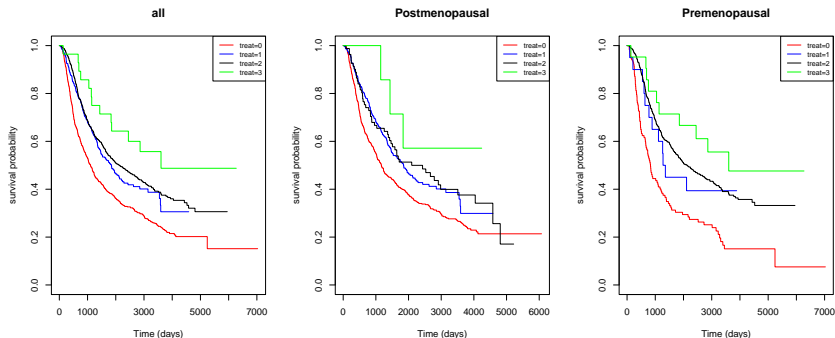 all
survival probability
1.0
0.8
0.6
0.4
0.2
0.0
treat=0
treat=1
treat=2
treat=3
0 1000 3000 5000 7000
Time (days)
Postmenopausal
survival probability
1.0
0.8
0.6
0.4
0.2
0.0
treat=0
treat=1
treat=2
treat=3
0 1000 2000 3000 4000 5000 6000
Time (days)
Premenopausal
survival probability
1.0
0.8
0.6
0.4
0.2
0.0
treat=0
treat=1
treat=2
treat=3
0 1000 3000 5000 7000
Time (days)